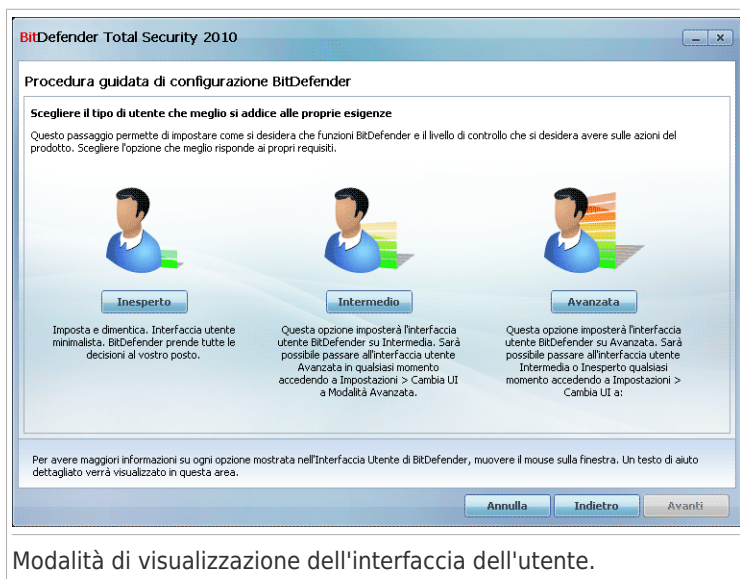 BitDefender Total Security 2010
Procedura guidata di configurazione BitDefender
Scegliere il tipo di utente che meglio si addice alle proprie esigenze
Questo passaggio permette di impostare come si desidera che funzioni BitDefender e il livello di controllo che si desidera avere sulle azioni del
prodotto. Scegliere l'opzione che meglio risponde ai propri requisiti.
Inesperto
Imposta e dimentica. Interfaccia utente
minimalista. BitDefender prende tutte le
decisioni al vostro posto.
Intermedio
Questa opzione imposterà l'interfaccia
utente BitDefender su Intermedia. Sarà
possibile passare all'interfaccia utente
Avanzata in qualsiasi momento
accedendo a Impostazioni > Cambia UI
a Modalità Avanzata.
Avanzata
Questa opzione imposterà l'interfaccia
utente BitDefender su Avanzata. Sarà
possibile passare all'interfaccia utente
Intermedia o Inesperto qualsiasi
momento accedendo a Impostazioni >
Cambia UI a:
Per avere maggiori informazioni su ogni opzione mostrata nell'Interfaccia Utente di BitDefender, muovere il mouse sulla finestra. Un testo di aiuto
dettagliato verrà visualizzato in questa area.
Annulla Indietro Avanti
Modalità di visualizzazione dell'interfaccia dell'utente.